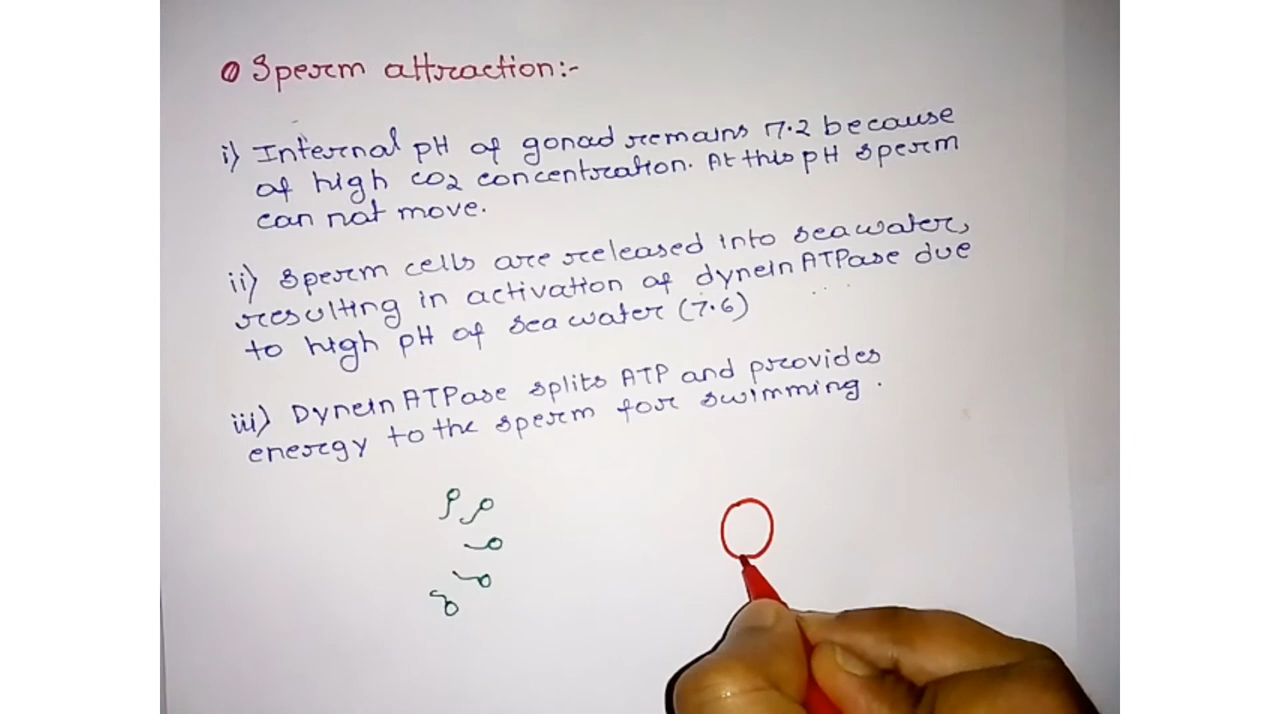 Sperm attraction:-
i) Internal pH of gonad remains 7.2 because
of high CO2 concentration. At this pH sperm
can not move.
ii) Sperm cells are released into seawater,
resulting in activation of dynein ATPase due
to high pH of sea water (7.6)
iii) Dynein ATPase splits ATP and provides
energy to the sperm for swimming.